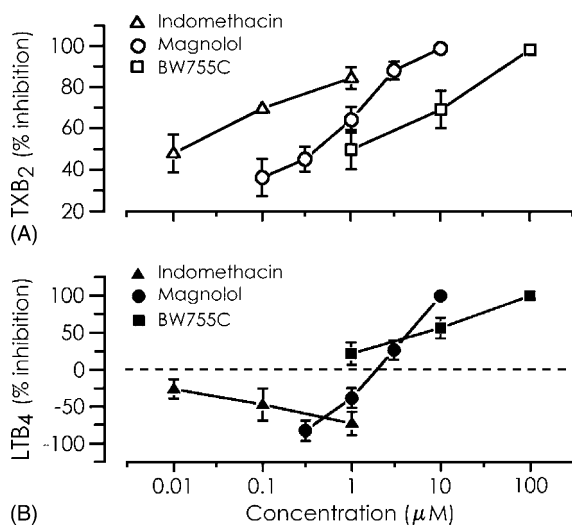 Indomethacin
Magnolol
BW755C
TXB2 (% inhibition)
100
80
60
40
20
(A)
Indomethacin
Magnolol
BW755C
LTB4 (% inhibition)
100
50
0
-50
-100
(B)
0.01 0.1 1 10 100
Concentration (μM)